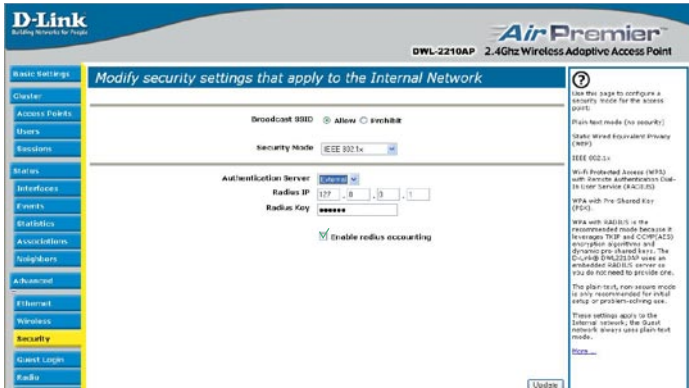 D-Link
Building Networks for People
AirPremier™
DWL-2210AP 2.4Ghz Wireless Adaptive Access Point
Basic Settings
Cluster
Access Points
Users
Sessions
Status
Interfaces
Events
Statistics
Associations
Neighbors
Advanced
Ethernet
Wireless
Security
Guest Login
Radio
Modify security settings that apply to the Internal Network
Broadcast SSID Allow Prohibit
Security Mode IEEE 802.1x
Authentication Server External
Radius IP 127 . 0 . 0 . 1
Radius Key ••••••
Enable radius accounting
Update
?
Use this page to configure a
security mode for the access
point:
Plain-text mode (no security)
Static Wired Equivalent Privacy
(WEP)
IEEE 802.1x
Wi-Fi Protected Access (WPA)
with Remote Authentication Dial-
In User Service (RADIUS)
WPA with Pre-Shared Key
(PSK).
WPA with RADIUS is the
recommended mode because it
leverages TKIP and CCMP(AES)
encryption algorithms and
dynamic pre-shared keys. The
D-Link® DWL2210AP uses an
embedded RADIUS server so
you do not need to provide one.
The plain-text, non-secure mode
is only recommended for initial
setup or problem-solving use.
These settings apply to the
Internal network; the Guest
network always uses plain-text
mode.
More ...